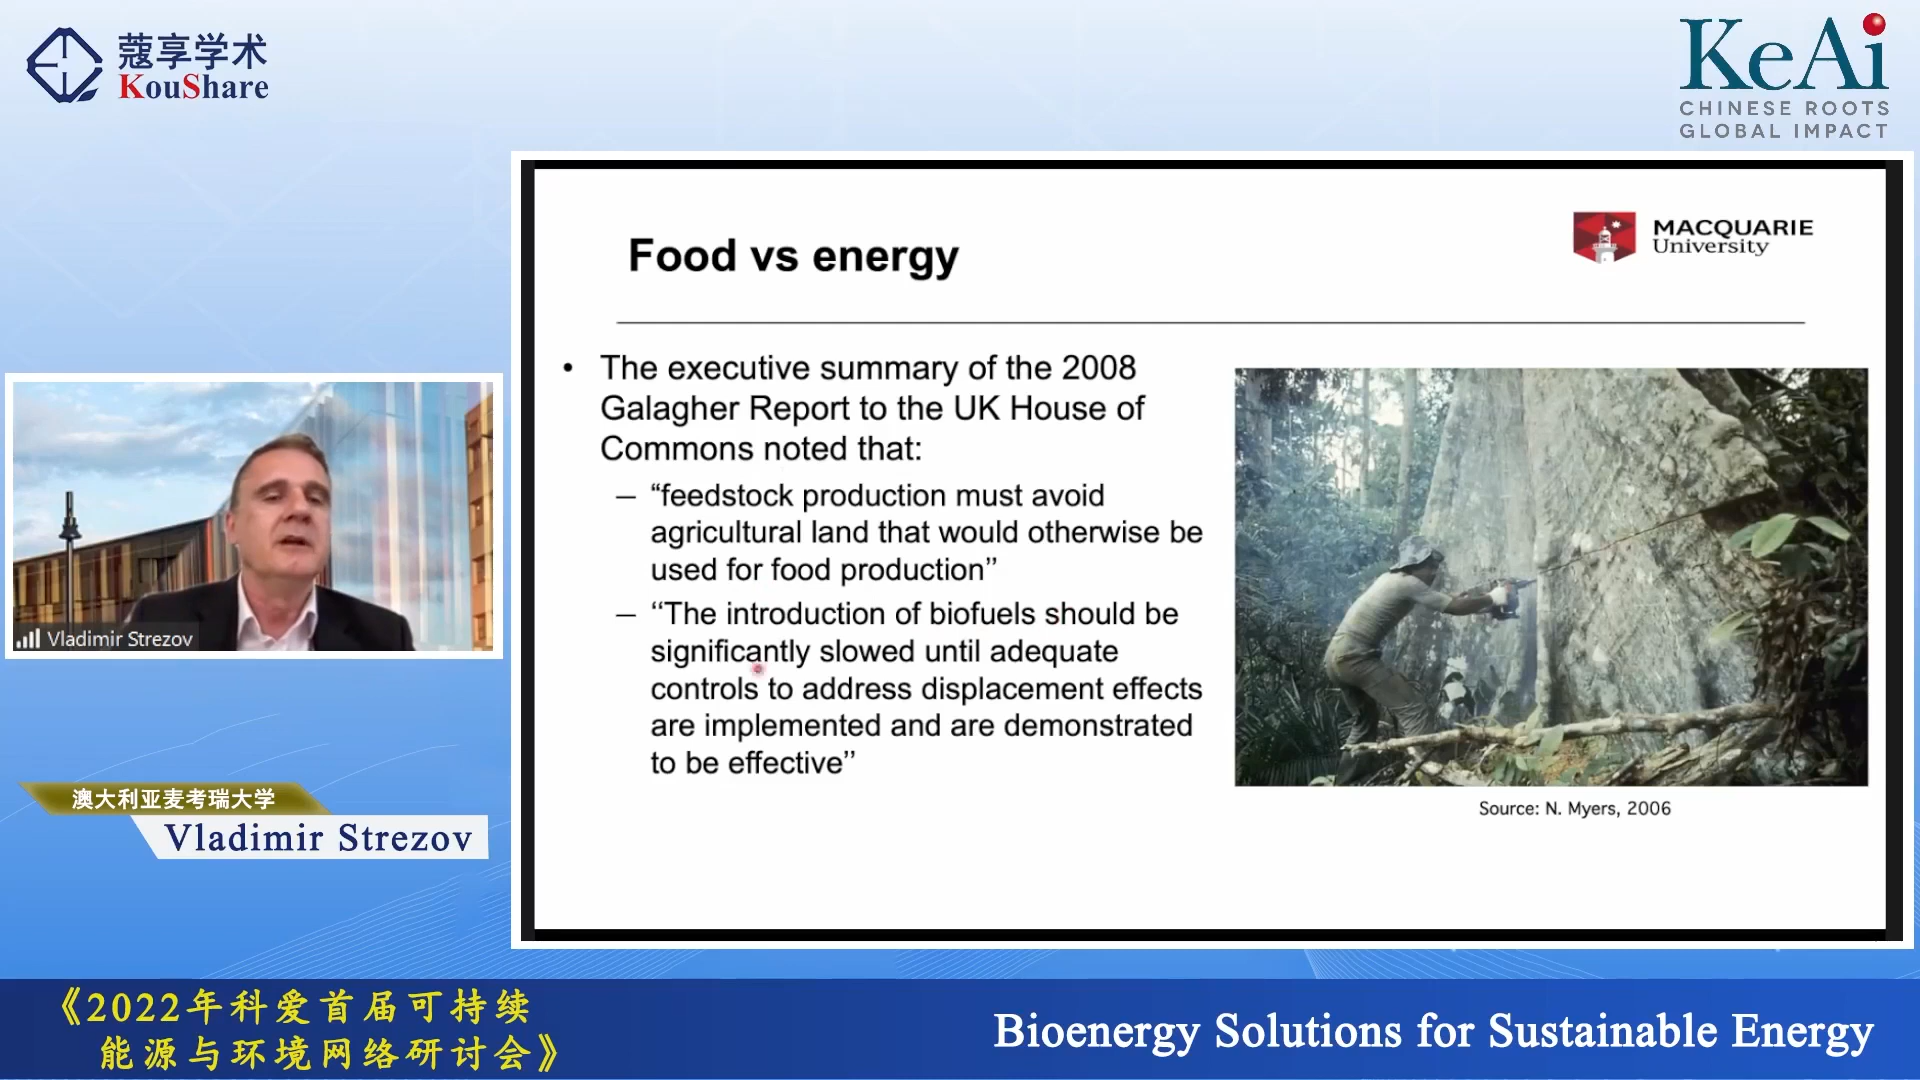 蔻享学术
KouShare
KeAi
CHINESE ROOTS
GLOBAL IMPACT
MACQUARIE
University
Food vs energy
• The executive summary of the 2008
Galagher Report to the UK House of
Commons noted that:
– “feedstock production must avoid
agricultural land that would otherwise be
used for food production’’
– ‘‘The introduction of biofuels should be
significantly slowed until adequate
controls to address displacement effects
are implemented and are demonstrated
to be effective’’
Source: N. Myers, 2006
Vladimir Strezov
澳大利亚麦考瑞大学
Vladimir Strezov
《2022年科爱首届可持续
能源与环境网络研讨会》
Bioenergy Solutions for Sustainable Energy